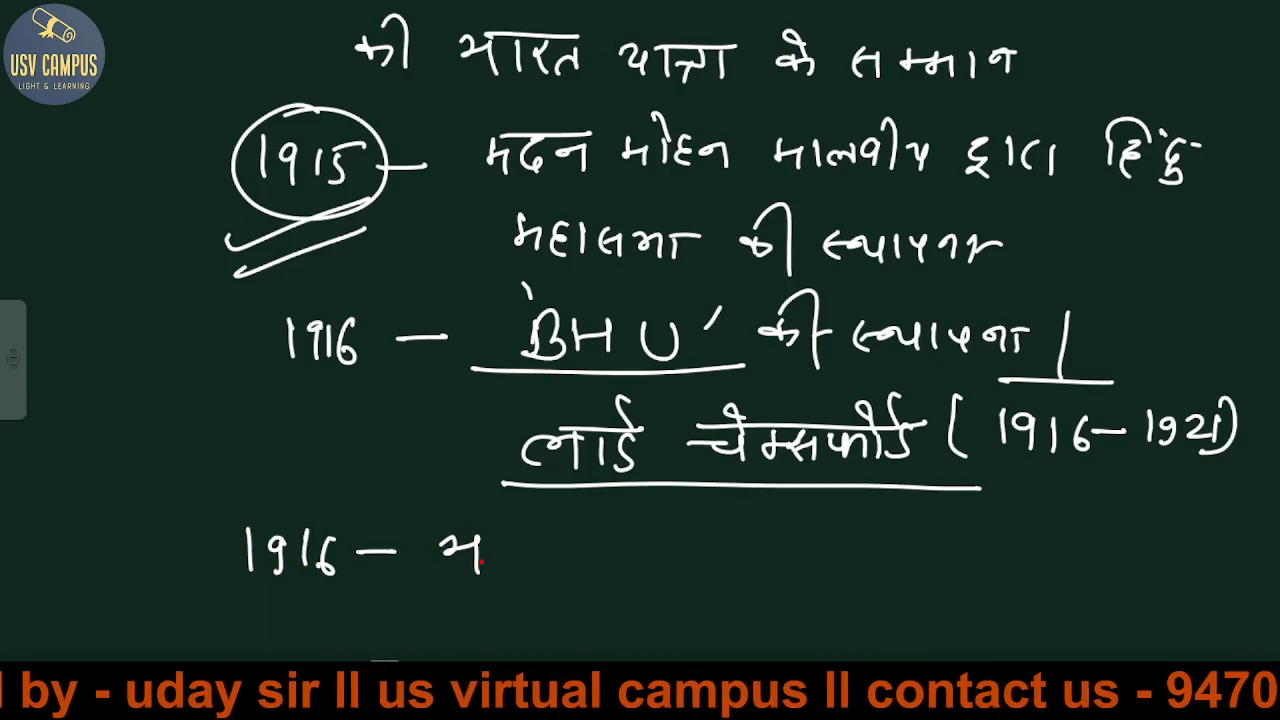 USV CAMPUS
LIGHT & LEARNING
की भारत यात्रा के सम्मान
1915 - मदन मोहन मालवीय द्वारा हिंदु
महासभा की स्थापना
1916 - 'BHU' की स्थापना |
लार्ड चेम्सफोर्ड ( 1916-1921)
1916 - म
l by - uday sir ll us virtual campus ll contact us - 9470